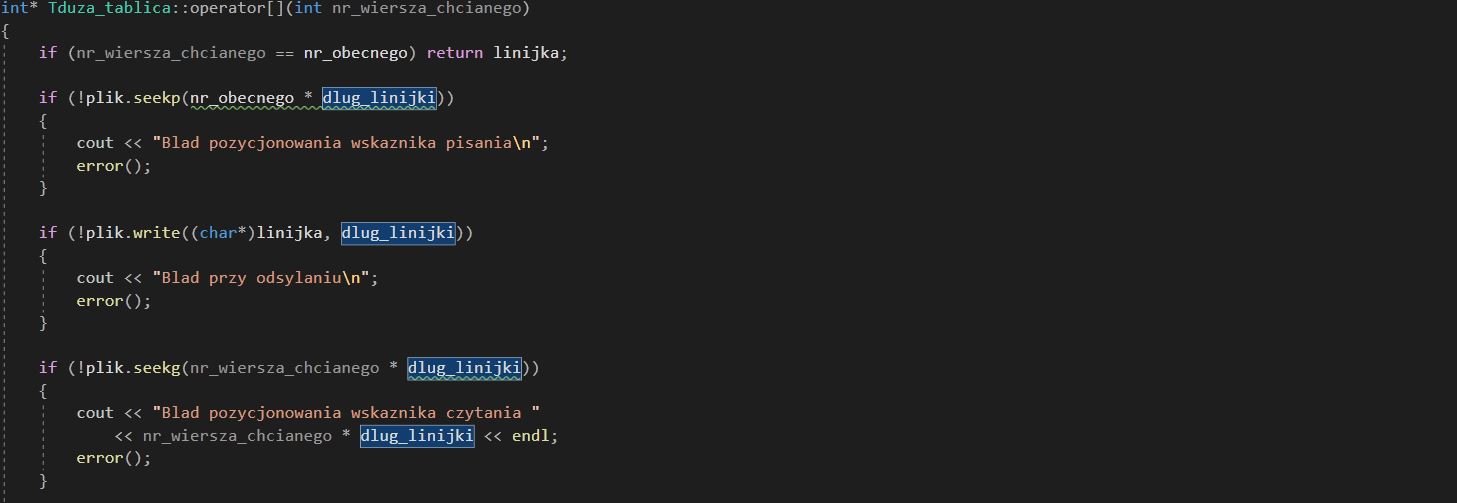 int* Tduza_tablica::operator[](int nr_wiersza_chcianego)
{
    if (nr_wiersza_chcianego == nr_obecnego) return linijka;
    if (!plik.seekp(nr_obecnego * dlug_linijki))
    {
        cout << "Blad pozycjonowania wskaznika pisania\n";
        error();
    }
    if (!plik.write((char*)linijka, dlug_linijki))
    {
        cout << "Blad przy odsylaniu\n";
        error();
    }
    if (!plik.seekg(nr_wiersza_chcianego * dlug_linijki))
    {
        cout << "Blad pozycjonowania wskaznika czytania "
            << nr_wiersza_chcianego * dlug_linijki << endl;
        error();
    }